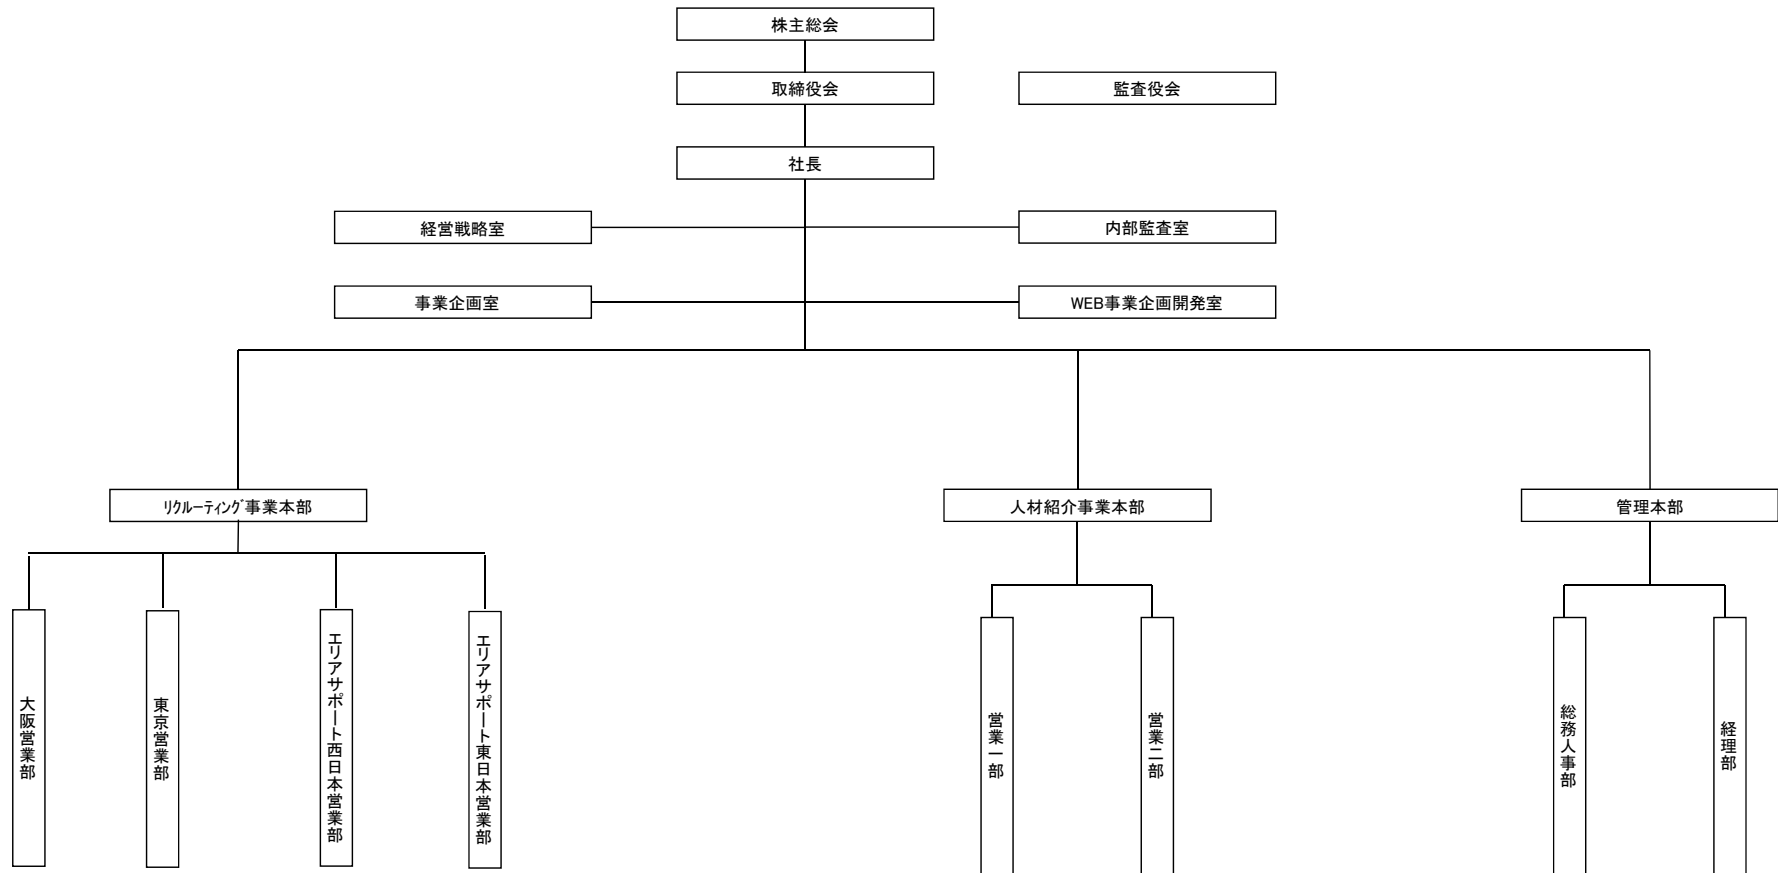 株主総会
取締役会
監査役会
社長
経営戦略室
内部監査室
事業企画室
WEB事業企画開発室
ﾘｸﾙｰﾃｨﾝｸﾞ事業本部
人材紹介事業本部
管理本部
大阪営業部
東京営業部
エリアサポート西日本営業部
エリアサポート東日本営業部
営業一部
営業二部
総務人事部
経理部